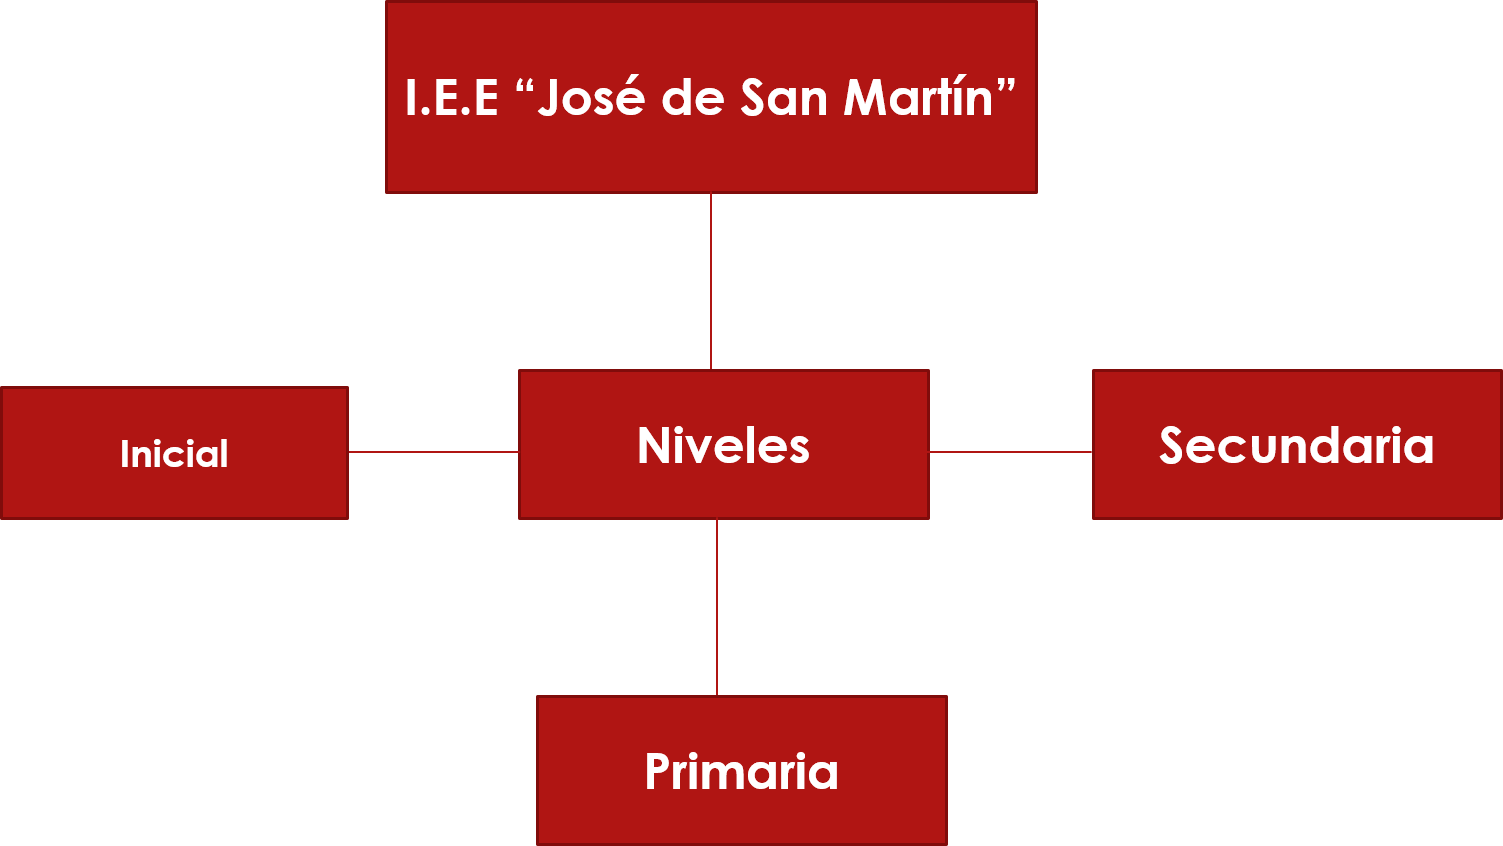 I.E.E “José de San Martín”
Inicial
Niveles
Secundaria
Primaria